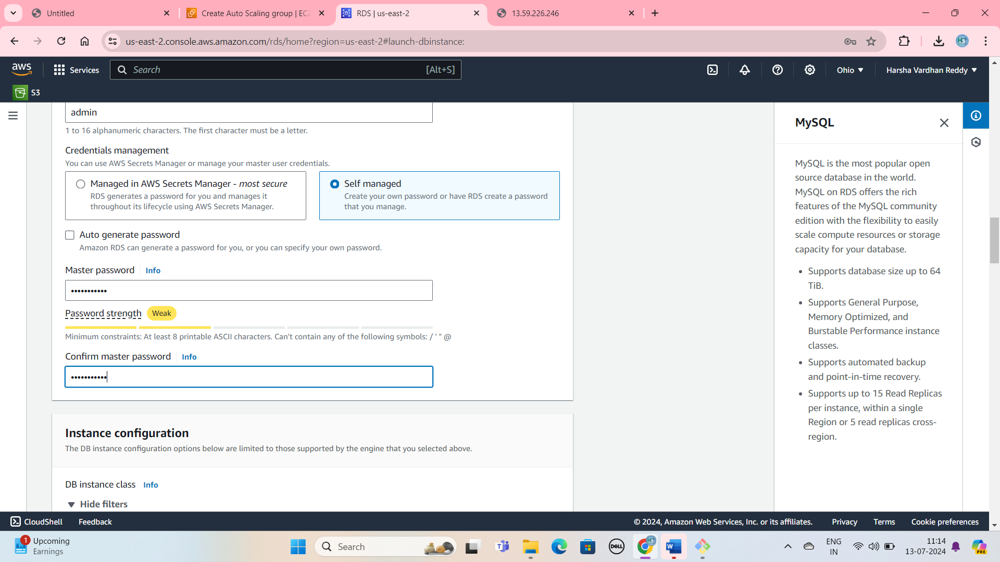 Untitled
Create Auto Scaling group | EC2
RDS | us-east-2
13.59.226.246
us-east-2.console.aws.amazon.com/rds/home?region=us-east-2#launch-dbinstance:
aws
Services
Search
[Alt+S]
Ohio
Harsha Vardhan Reddy
S3
admin
1 to 16 alphanumeric characters. The first character must be a letter.
Credentials management
You can use AWS Secrets Manager or manage your master user credentials.
Managed in AWS Secrets Manager - most secure
RDS generates a password for you and manages it
throughout its lifecycle using AWS Secrets Manager.
Self managed
Create your own password or have RDS create a password
that you manage.
Auto generate password
Amazon RDS can generate a password for you, or you can specify your own password.
Master password
Info
•••••••••••
Password strength
Weak
Minimum constraints: At least 8 printable ASCII characters. Can't contain any of the following symbols: / ' " @
Confirm master password
Info
•••••••••••
Instance configuration
The DB instance configuration options below are limited to those supported by the engine that you selected above.
DB instance class
Info
Hide filters
MySQL
MySQL is the most popular open
source database in the world.
MySQL on RDS offers the rich
features of the MySQL community
edition with the flexibility to easily
scale compute resources or storage
capacity for your database.
• Supports database size up to 64
TiB.
• Supports General Purpose,
Memory Optimized, and
Burstable Performance instance
classes.
• Supports automated backup
and point-in-time recovery.
• Supports up to 15 Read Replicas
per instance, within a single
Region or 5 read replicas cross-
region.
CloudShell
Feedback
© 2024, Amazon Web Services, Inc. or its affiliates.
Privacy
Terms
Cookie preferences
1
Upcoming
Earnings
Search
DELL
W
ENG
IN
11:14
13-07-2024
PRE